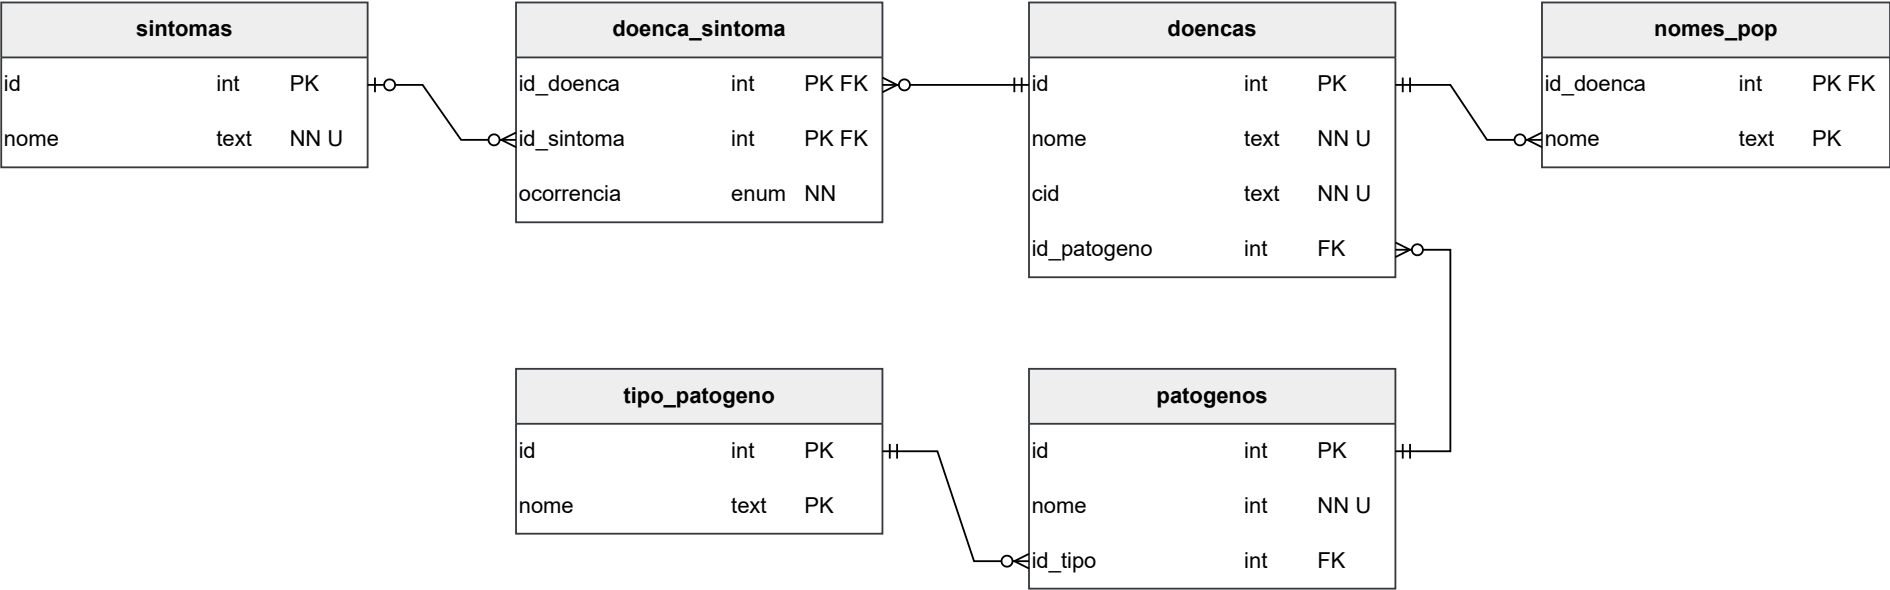 sintomas
id int PK
nome text NN U
doenca_sintoma
id_doenca int PK FK
id_sintoma int PK FK
ocorrencia enum NN
doencas
id int PK
nome text NN U
cid text NN U
id_patogeno int FK
nomes_pop
id_doenca int PK FK
nome text PK
tipo_patogeno
id int PK
nome text PK
patogenos
id int PK
nome int NN U
id_tipo int FK